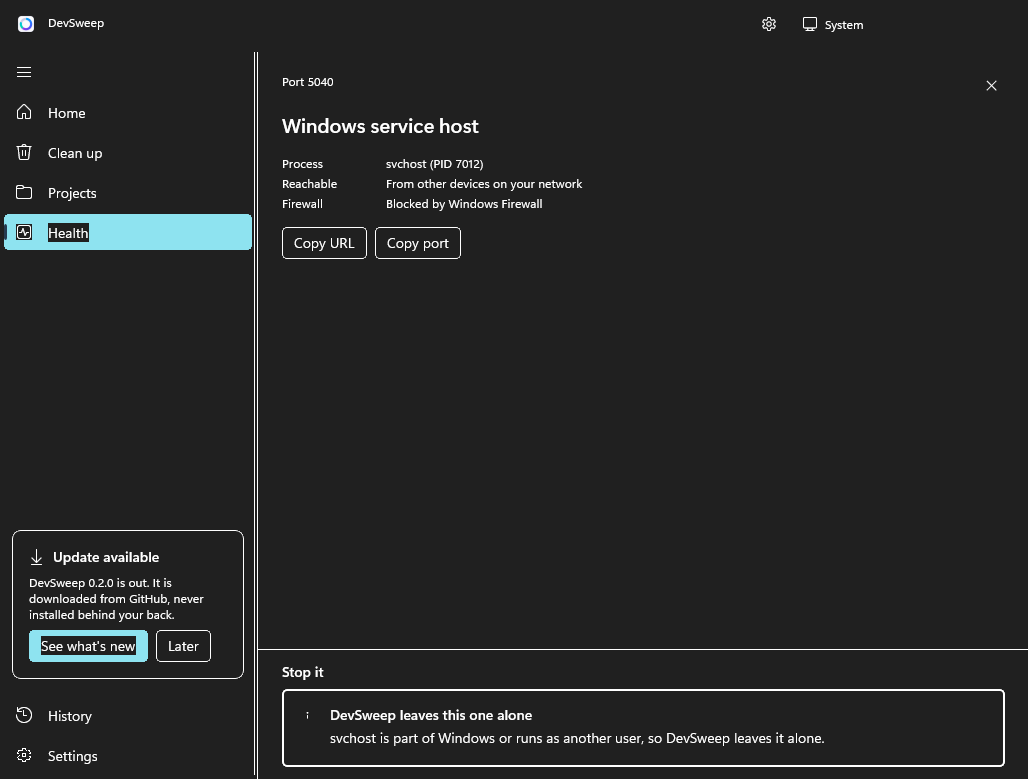 DevSweep
System
Home
Clean up
Projects
Health
Update available
DevSweep 0.2.0 is out. It is
downloaded from GitHub, never
installed behind your back.
See what's new
Later
History
Settings
Port 5040
Windows service host
Process svchost (PID 7012)
Reachable From other devices on your network
Firewall Blocked by Windows Firewall
Copy URL
Copy port
Stop it
DevSweep leaves this one alone
svchost is part of Windows or runs as another user, so DevSweep leaves it alone.